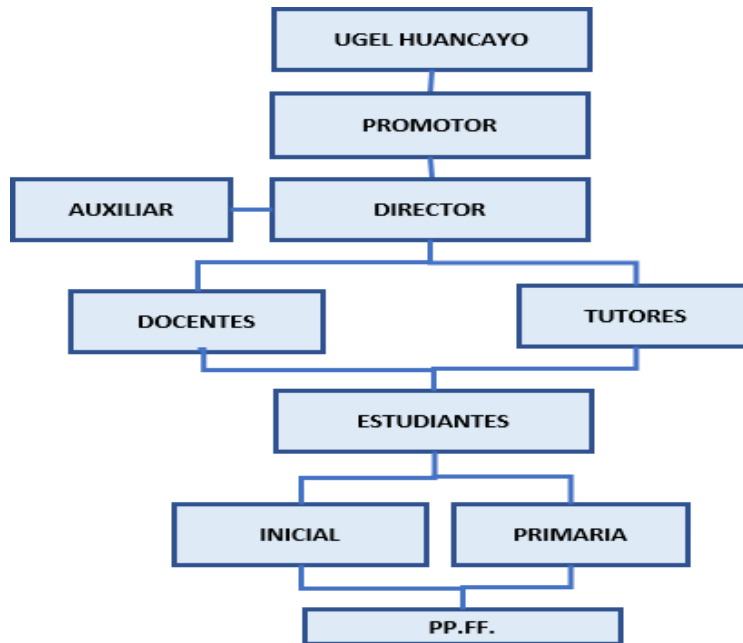 UGEL HUANCAYO
PROMOTOR
AUXILIAR
DIRECTOR
DOCENTES
TUTORES
ESTUDIANTES
INICIAL
PRIMARIA
PP.FF.